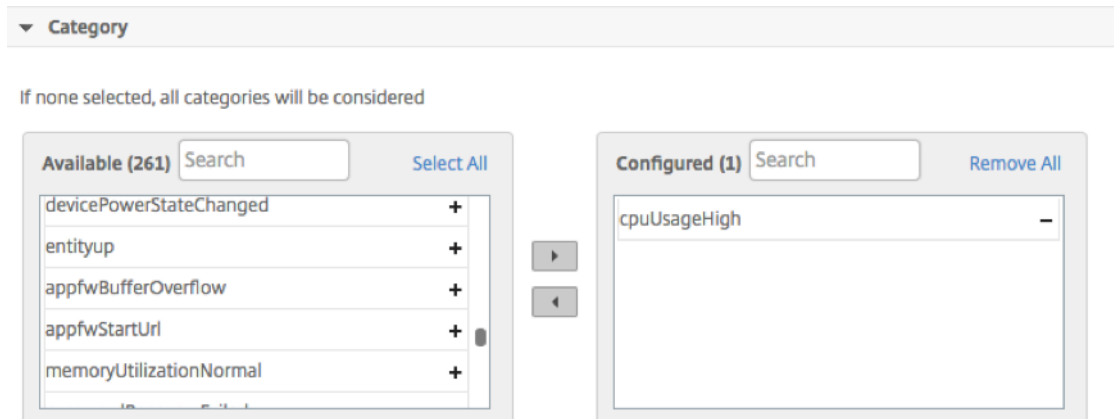 Category
If none selected, all categories will be considered
Available (261) Search Select All
devicePowerStateChanged
entityup
appfwBufferOverflow
appfwStartUrl
memoryUtilizationNormal
Configured (1) Search Remove All
cpuUsageHigh